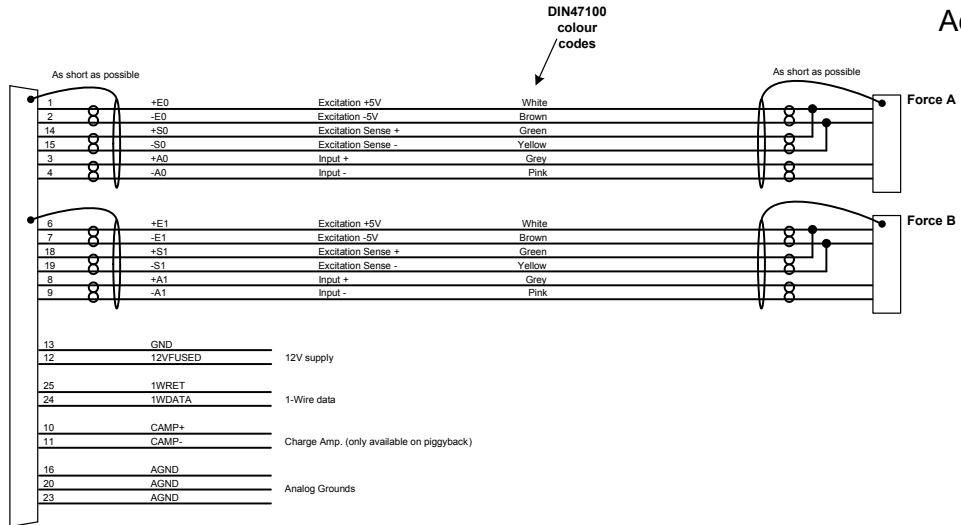 DIN47100
colour
codes
As short as possible
As short as possible
1 +E0 Excitation +5V White
2 -E0 Excitation -5V Brown
14 +S0 Excitation Sense + Green
15 -S0 Excitation Sense - Yellow
3 +A0 Input + Grey
4 -A0 Input - Pink
Force A
6 +E1 Excitation +5V White
7 -E1 Excitation -5V Brown
18 +S1 Excitation Sense + Green
19 -S1 Excitation Sense - Yellow
8 +A1 Input + Grey
9 -A1 Input - Pink
Force B
13 GND
12 12VFUSED 12V supply
25 1WRET
24 1WDATA 1-Wire data
10 CAMP+
11 CAMP- Charge Amp. (only available on piggyback)
16 AGND
20 AGND
23 AGND
Analog Grounds